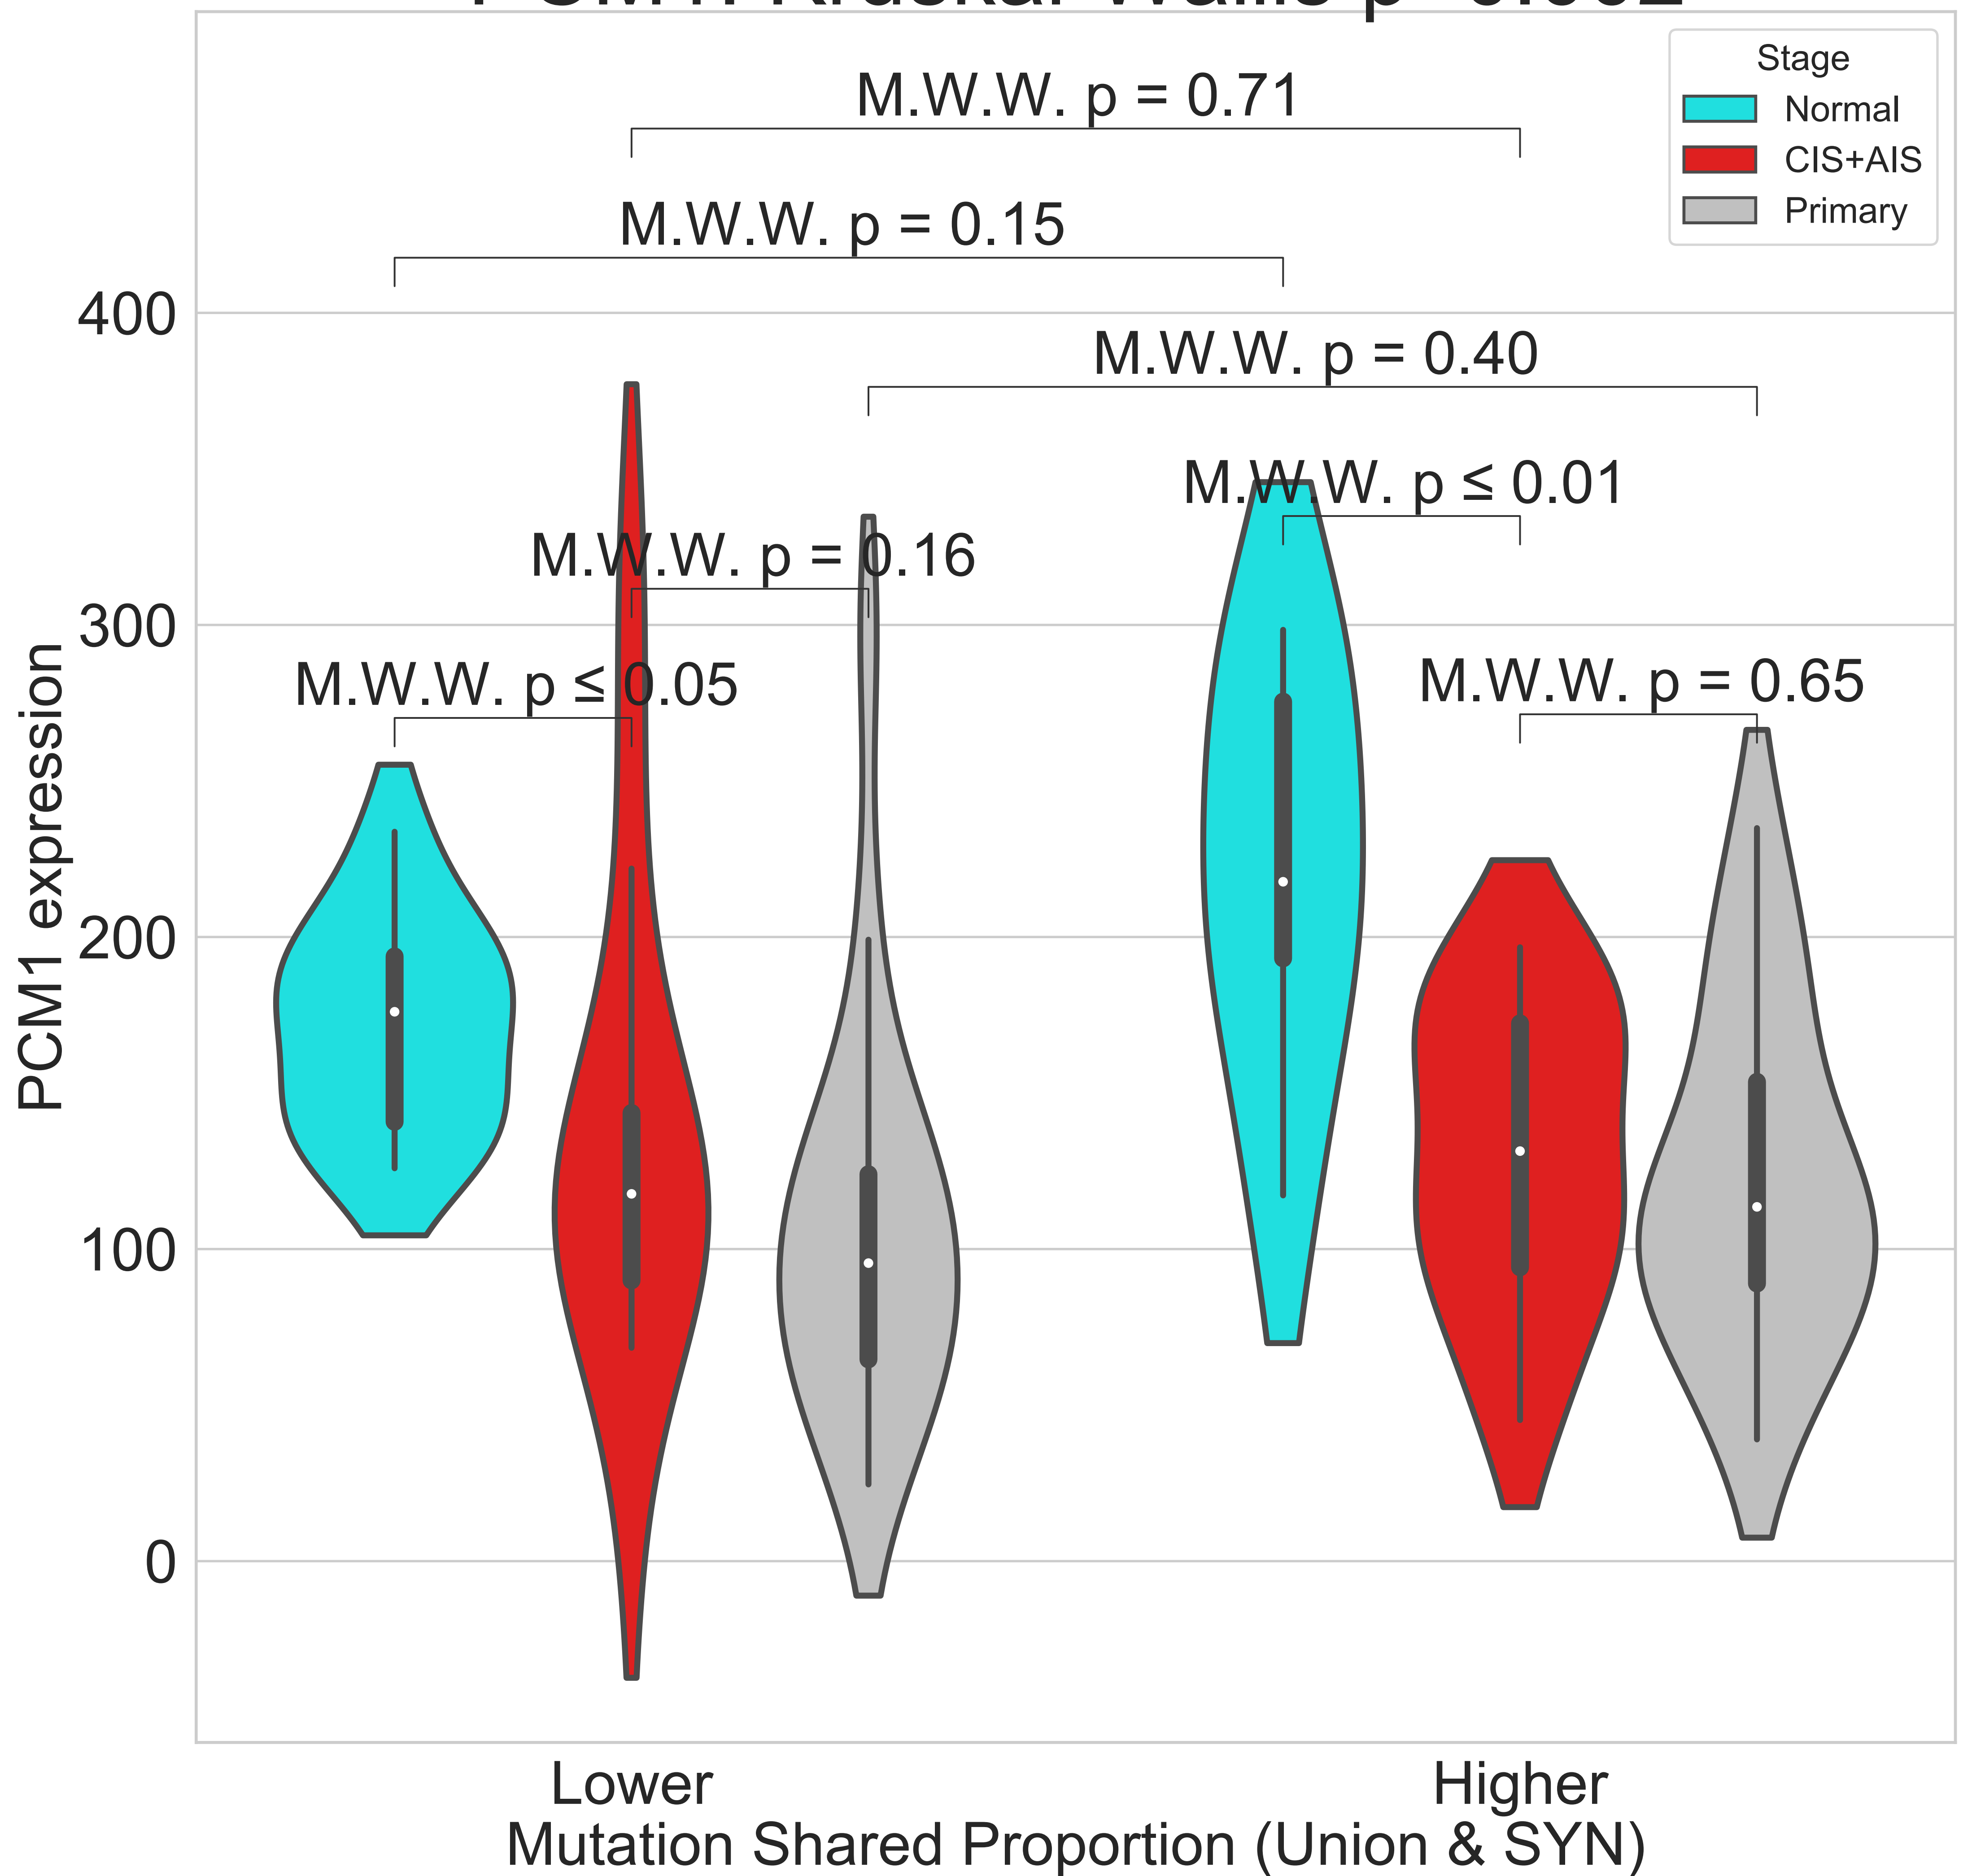 Stage
Normal
CIS+AIS
Primary
M.W.W. p = 0.71
M.W.W. p = 0.15
M.W.W. p = 0.40
M.W.W. p ≤ 0.01
M.W.W. p = 0.16
M.W.W. p ≤ 0.05
M.W.W. p = 0.65
400
300
200
100
0
PCM1 expression
Lower
Higher
Mutation Shared Proportion (Union & SYN)